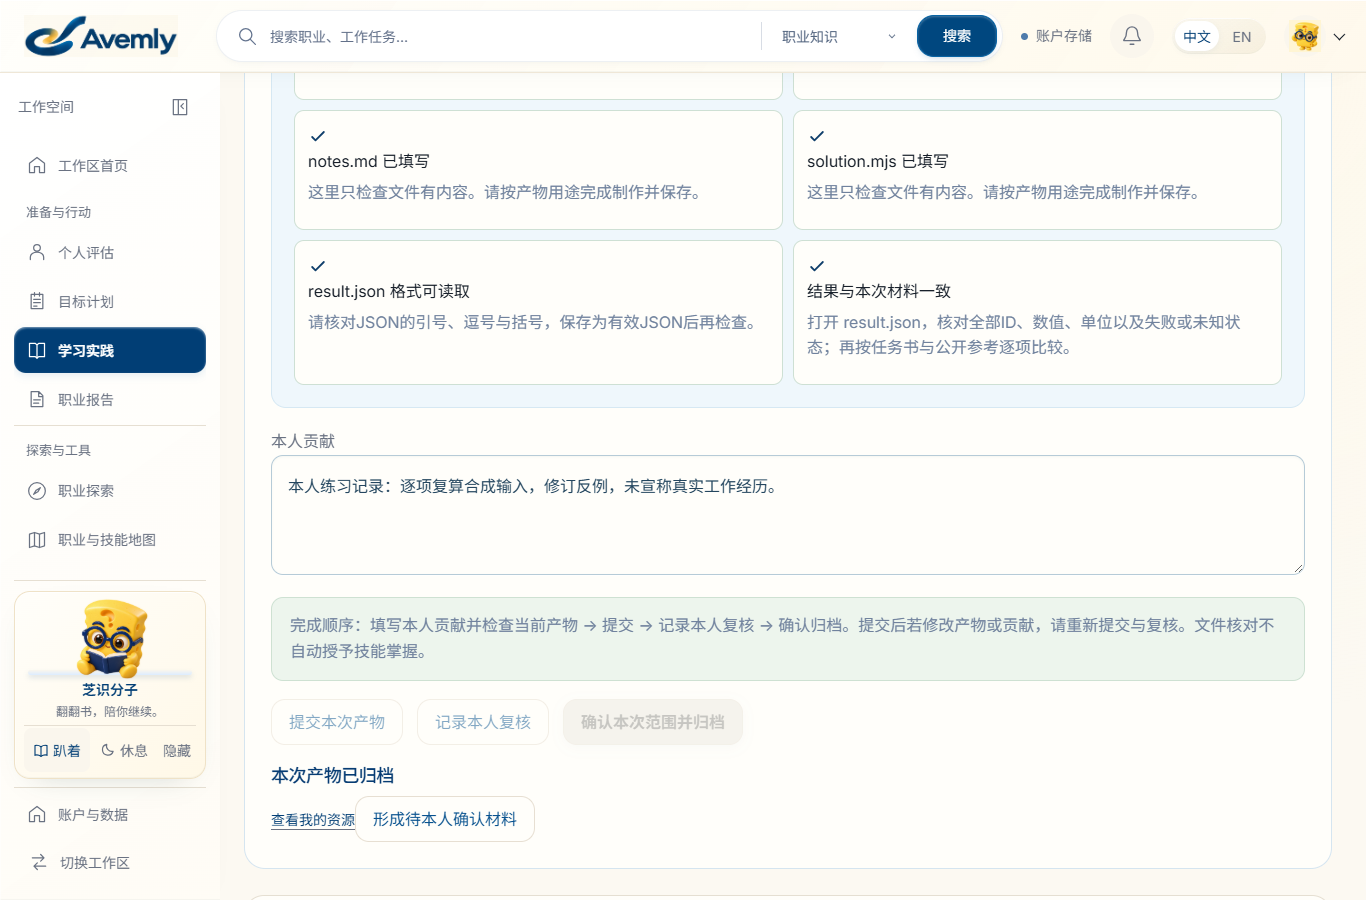 Avemly
搜索职业、工作任务...
职业知识
搜索
账户存储
中文
EN
工作空间
工作区首页
准备与行动
个人评估
目标计划
学习实践
职业报告
探索与工具
职业探索
职业与技能地图
芝识分子
翻翻书，陪你继续。
趴着
休息
隐藏
账户与数据
切换工作区
notes.md 已填写
这里只检查文件有内容。请按产物用途完成制作并保存。
solution.mjs 已填写
这里只检查文件有内容。请按产物用途完成制作并保存。
result.json 格式可读取
请核对JSON的引号、逗号与括号，保存为有效JSON后再检查。
结果与本次材料一致
打开 result.json，核对全部ID、数值、单位以及失败或未知状
态；再按任务书与公开参考逐项比较。
本人贡献
本人练习记录：逐项复算合成输入，修订反例，未宣称真实工作经历。
完成顺序：填写本人贡献并检查当前产物 → 提交 → 记录本人复核 → 确认归档。提交后若修改产物或贡献，请重新提交与复核。文件核对不
自动授予技能掌握。
提交本次产物
记录本人复核
确认本次范围并归档
本次产物已归档
查看我的资源
形成待本人确认材料